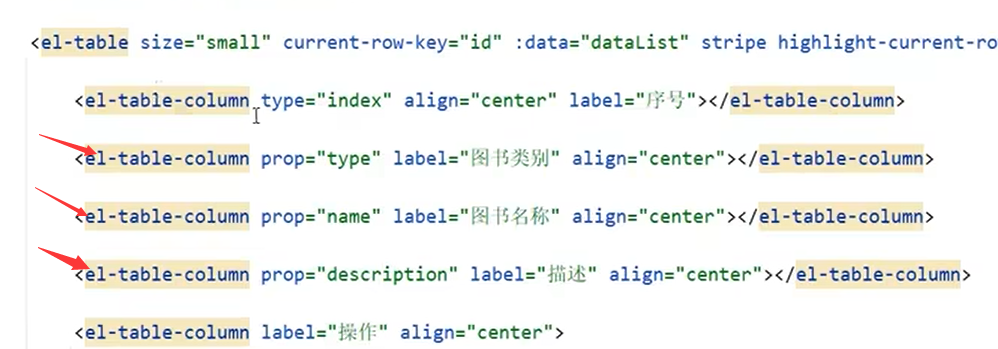 <el-table size="small" current-row-key="id" :data="dataList" stripe highlight-current-ro
<el-table-column type="index" align="center" label="序号"></el-table-column>
<el-table-column prop="type" label="图书类别" align="center"></el-table-column>
<el-table-column prop="name" label="图书名称" align="center"></el-table-column>
<el-table-column prop="description" label="描述" align="center"></el-table-column>
<el-table-column label="操作" align="center">